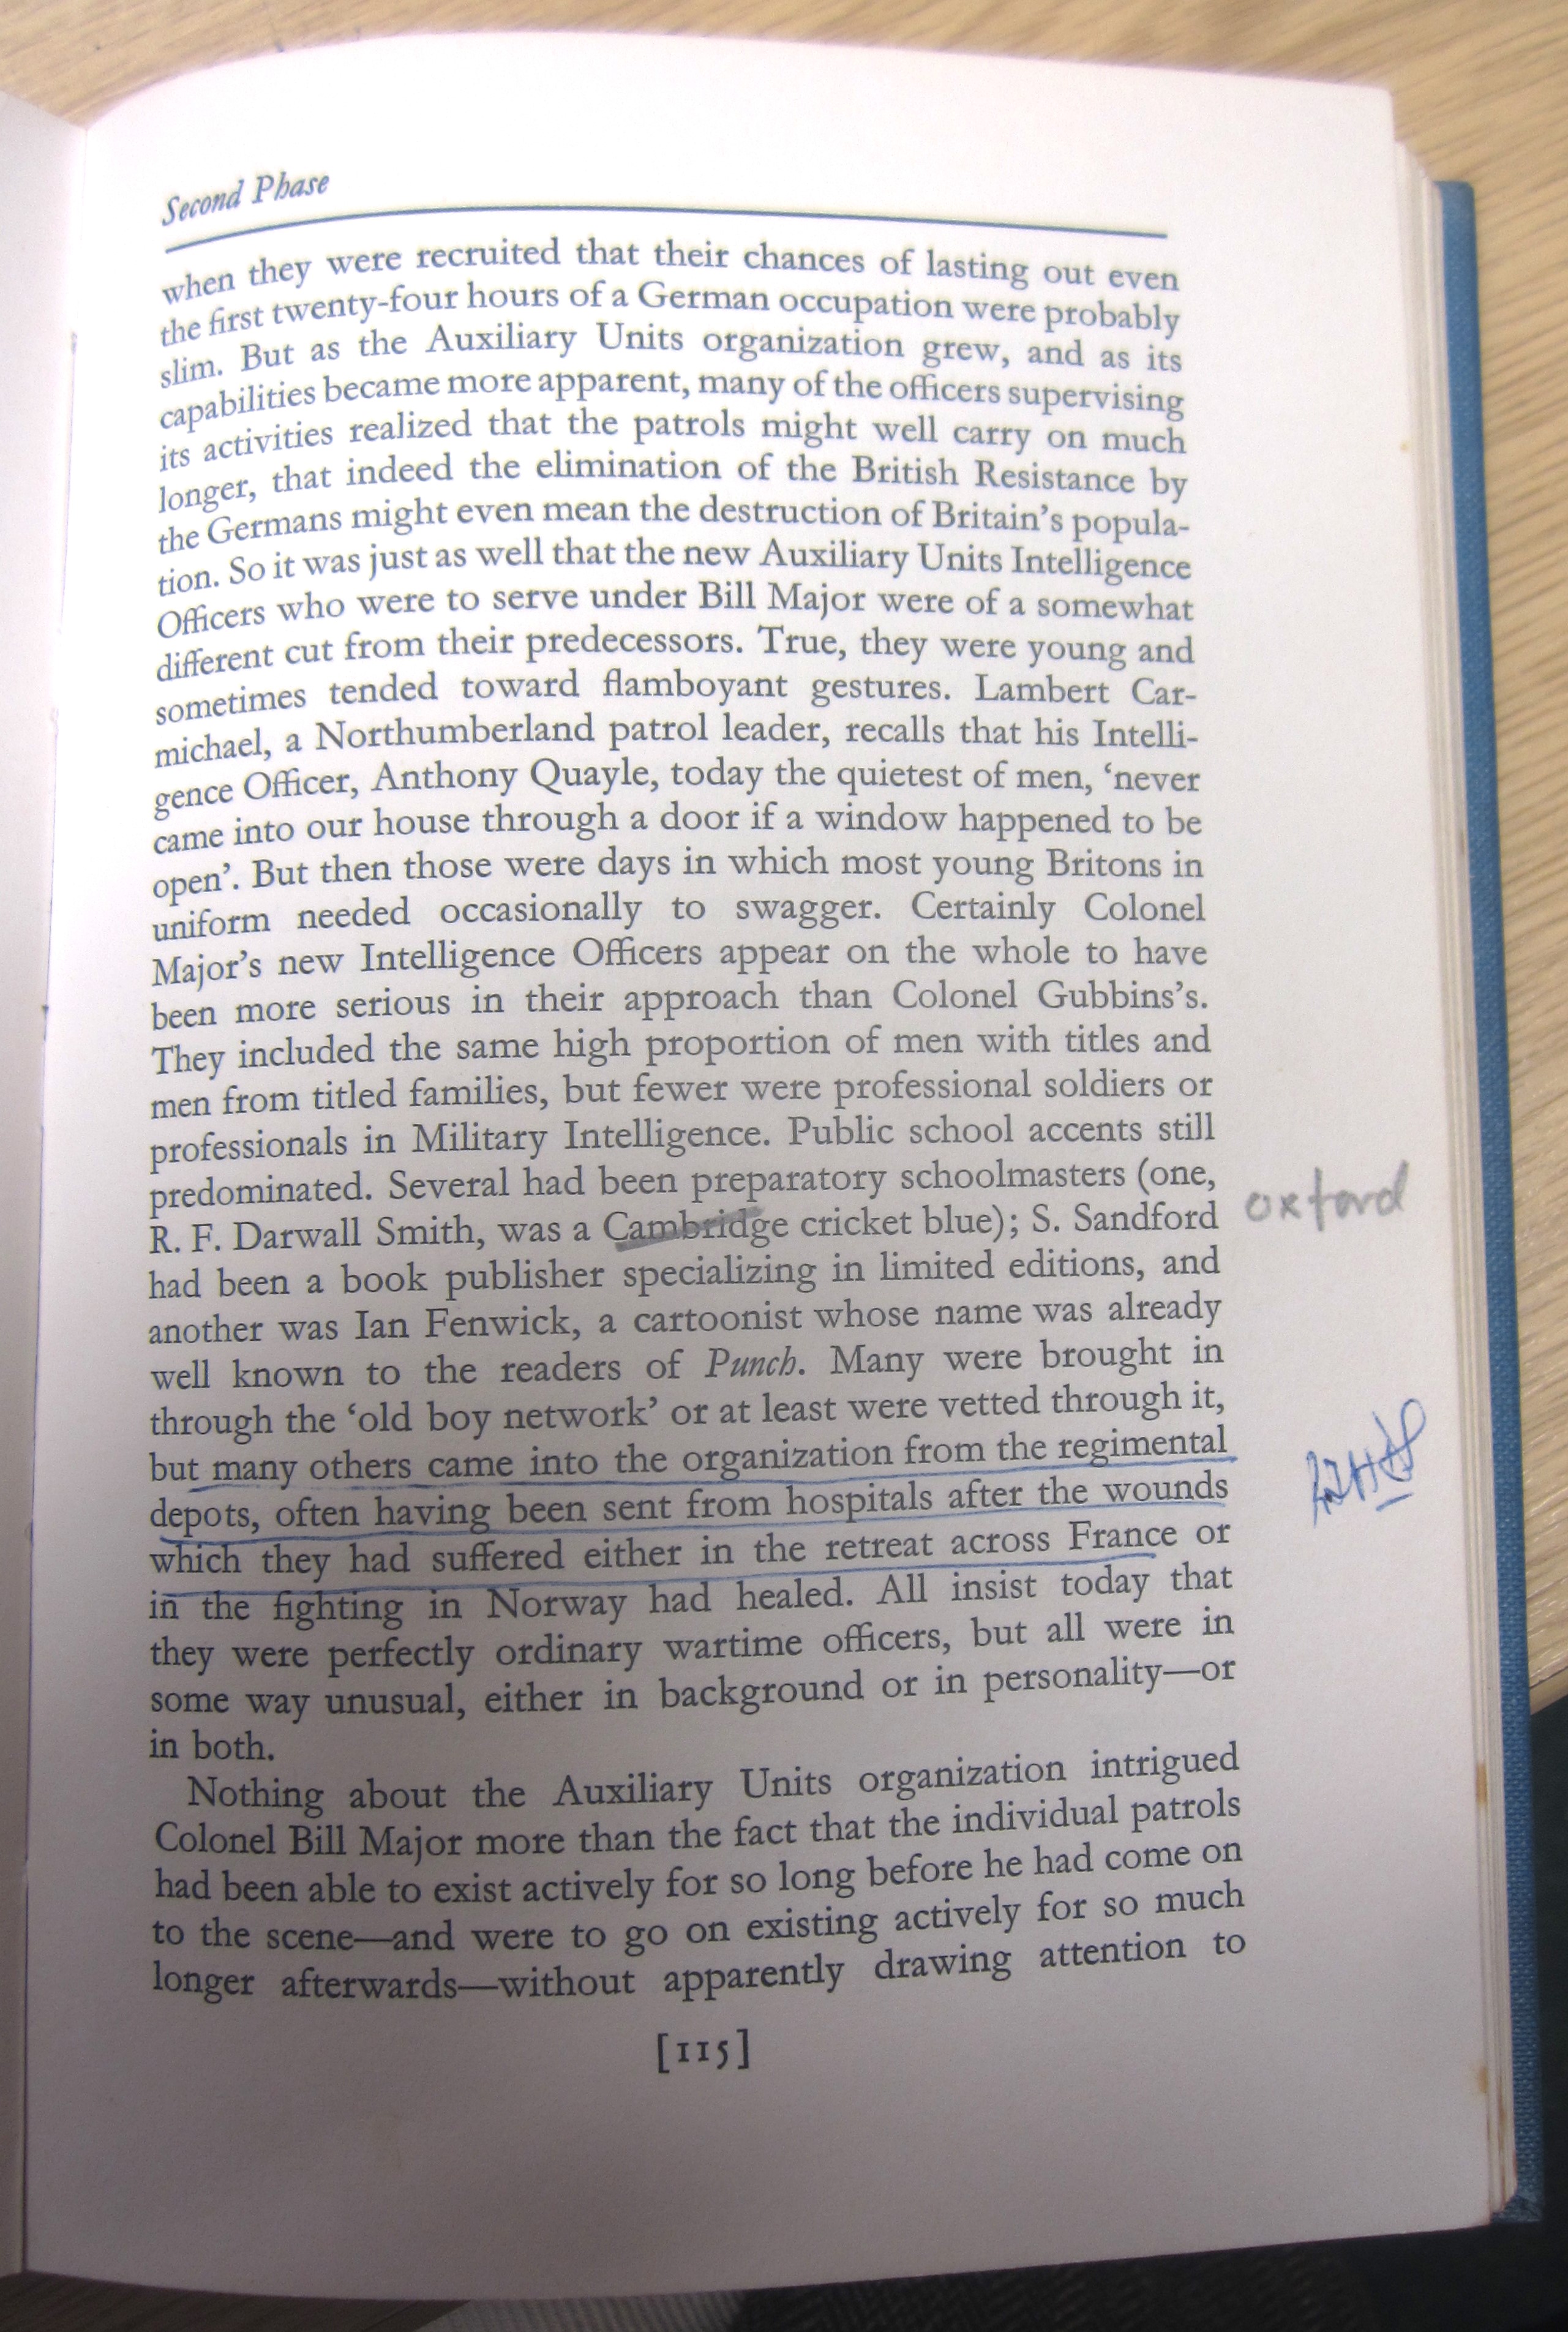 Second Phase
when they were recruited that their chances of lasting out even
the first twenty-four hours of a German occupation were probably
slim. But as the Auxiliary Units organization grew, and as its
capabilities became more apparent, many of the officers supervising
its activities realized that the patrols might well carry on much
longer, that indeed the elimination of the British Resistance by
the Germans might even mean the destruction of Britain's popula-
tion. So it was just as well that the new Auxiliary Units Intelligence
Officers who were to serve under Bill Major were of a somewhat
different cut from their predecessors. True, they were young and
sometimes tended toward flamboyant gestures. Lambert Car-
michael, a Northumberland patrol leader, recalls that his Intelli-
gence Officer, Anthony Quayle, today the quietest of men, ‘never
came into our house through a door if a window happened to be
open’. But then those were days in which most young Britons in
uniform needed occasionally to swagger. Certainly Colonel
Major's new Intelligence Officers appear on the whole to have
been more serious in their approach than Colonel Gubbins's.
They included the same high proportion of men with titles and
men from titled families, but fewer were professional soldiers or
professionals in Military Intelligence. Public school accents still
predominated. Several had been preparatory schoolmasters (one,
R. F. Darwall Smith, was a Cambridge cricket blue); S. Sandford oxford
had been a book publisher specializing in limited editions, and
another was Ian Fenwick, a cartoonist whose name was already
well known to the readers of Punch. Many were brought in
through the ‘old boy network’ or at least were vetted through it,
but many others came into the organization from the regimental
depots, often having been sent from hospitals after the wounds
which they had suffered either in the retreat across France or
in the fighting in Norway had healed. All insist today that
they were perfectly ordinary wartime officers, but all were in
some way unusual, either in background or in personality—or
in both.
Nothing about the Auxiliary Units organization intrigued
Colonel Bill Major more than the fact that the individual patrols
had been able to exist actively for so long before he had come on
to the scene—and were to go on existing actively for so much
longer afterwards—without apparently drawing attention to
[115]